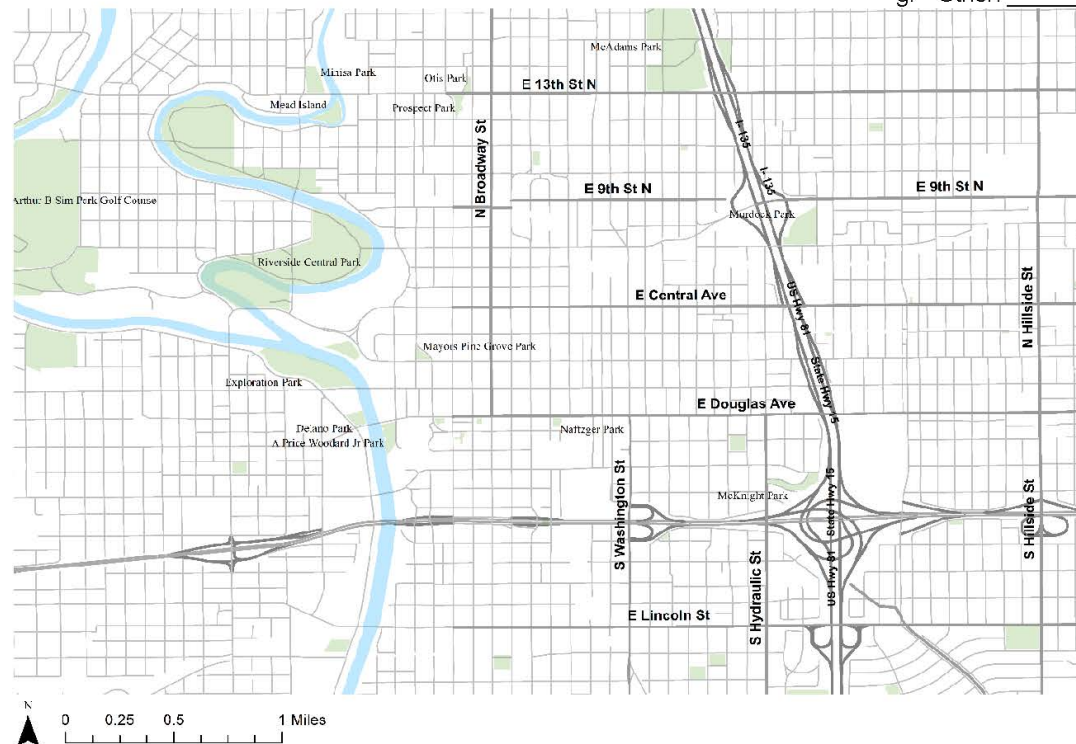 g. Other:
McAdams Park
Minisa Park
Otis Park
E 13th St N
Mead Island
Prospect Park
N Broadway St
I-135
I-135
E 9th St N
E 9th St N
Arthur B Sim Park Golf Course
Murdock Park
Riverside Central Park
E Central Ave
US Hwy 81
N Hillside St
Mayors Pine Grove Park
State Hwy 15
Exploration Park
E Douglas Ave
Delano Park
Naftzger Park
A Price Woodard Jr Park
S Washington St
McKnight Park
State Hwy 15
S Hillside St
US Hwy 81
S Hydraulic St
E Lincoln St
N
0 0.25 0.5 1 Miles